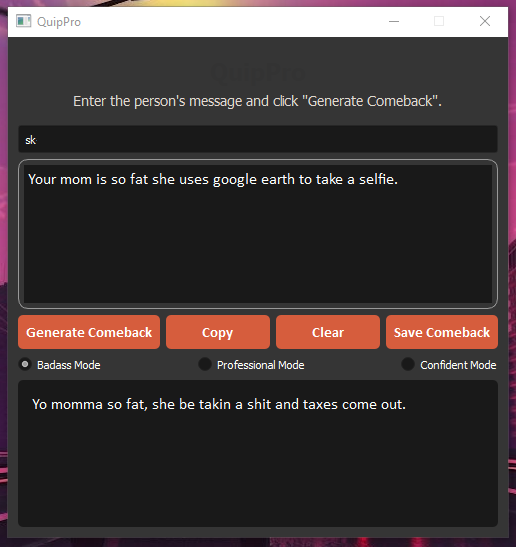 QuipPro
QuipPro
Enter the person's message and click "Generate Comeback".
sk
Your mom is so fat she uses google earth to take a selfie.
Generate Comeback
Copy
Clear
Save Comeback
Badass Mode
Professional Mode
Confident Mode
Yo momma so fat, she be takin a shit and taxes come out.